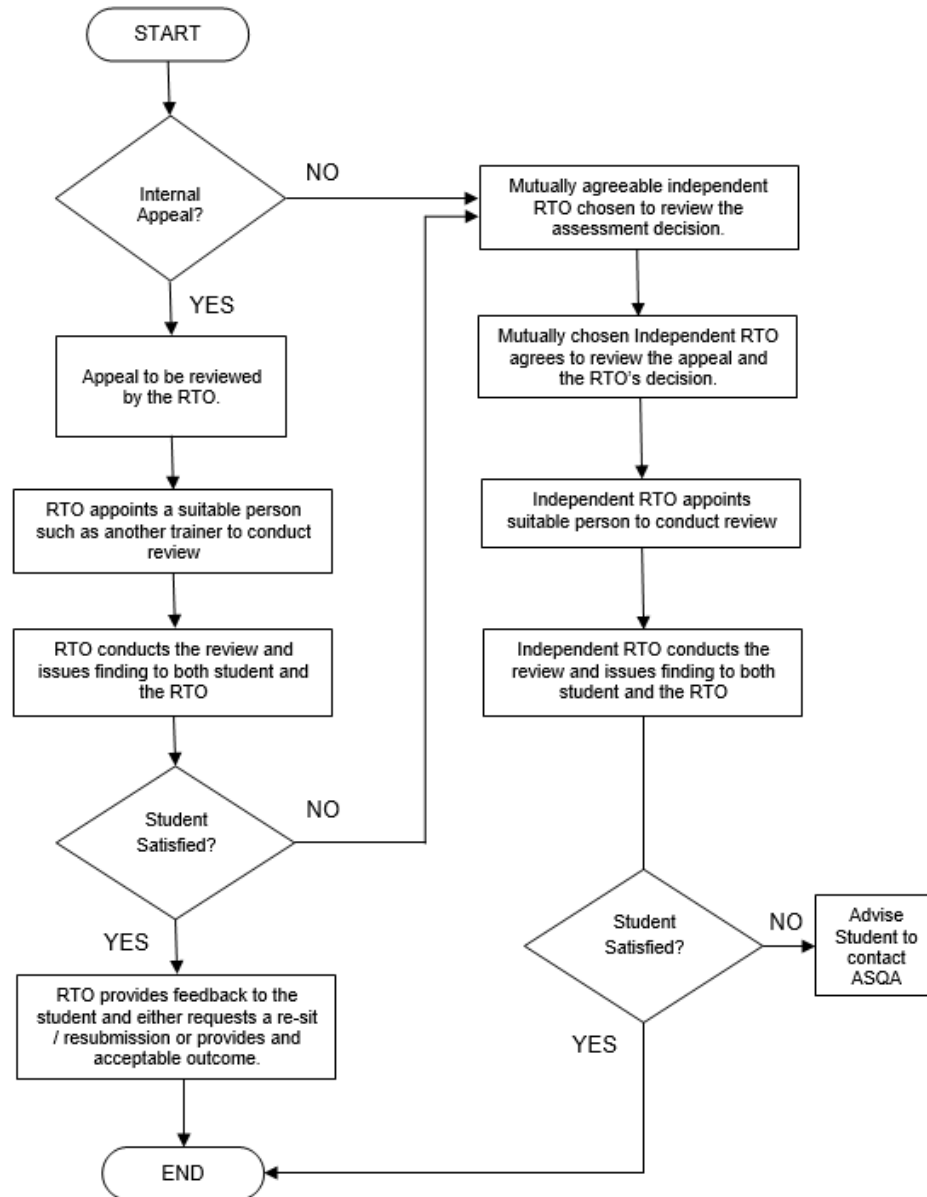 START
Internal
Appeal?
NO
YES
Mutually agreeable independent
RTO chosen to review the
assessment decision.
Appeal to be reviewed
by the RTO.
Mutually chosen Independent RTO
agrees to review the appeal and
the RTO's decision.
RTO appoints a suitable person
such as another trainer to conduct
review
Independent RTO appoints
suitable person to conduct review
RTO conducts the review and
issues finding to both student and
the RTO
Independent RTO conducts the
review and issues finding to both
student and the RTO
Student
Satisfied?
NO
YES
Student
Satisfied?
NO
YES
Advise
Student to
contact
ASQA
RTO provides feedback to the
student and either requests a re-sit
/ resubmission or provides and
acceptable outcome.
END